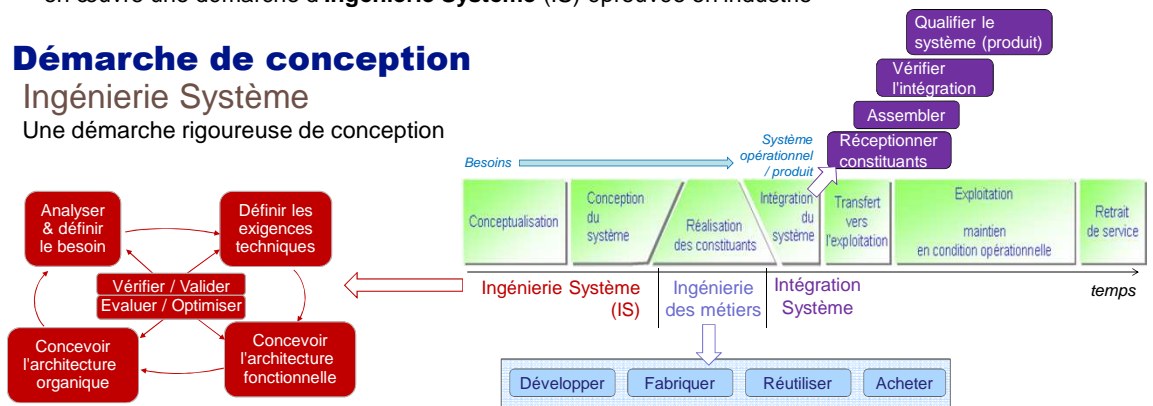 en œuvre une démarche d'Ingénierie Système (IS) éprouvée en industrie
Démarche de conception
Ingénierie Système
Une démarche rigoureuse de conception
Qualifier le
système (produit)
Vérifier
l'intégration
Assembler
Réceptionner
constituants
Besoins
Système
opérationnel
/ produit
Conceptualisation
Conception
du
système
Réalisation
des constituants
Intégration
du
système
Transfert
vers
l'exploitation
Exploitation
maintien
en condition opérationnelle
Retrait
de service
temps
Ingénierie Système
(IS)
Ingénierie
des métiers
Intégration
Système
Analyser
& définir
le besoin
Définir les
exigences
techniques
Vérifier / Valider
Evaluer / Optimiser
Concevoir
l'architecture
organique
Concevoir
l'architecture
fonctionnelle
Développer
Fabriquer
Réutiliser
Acheter